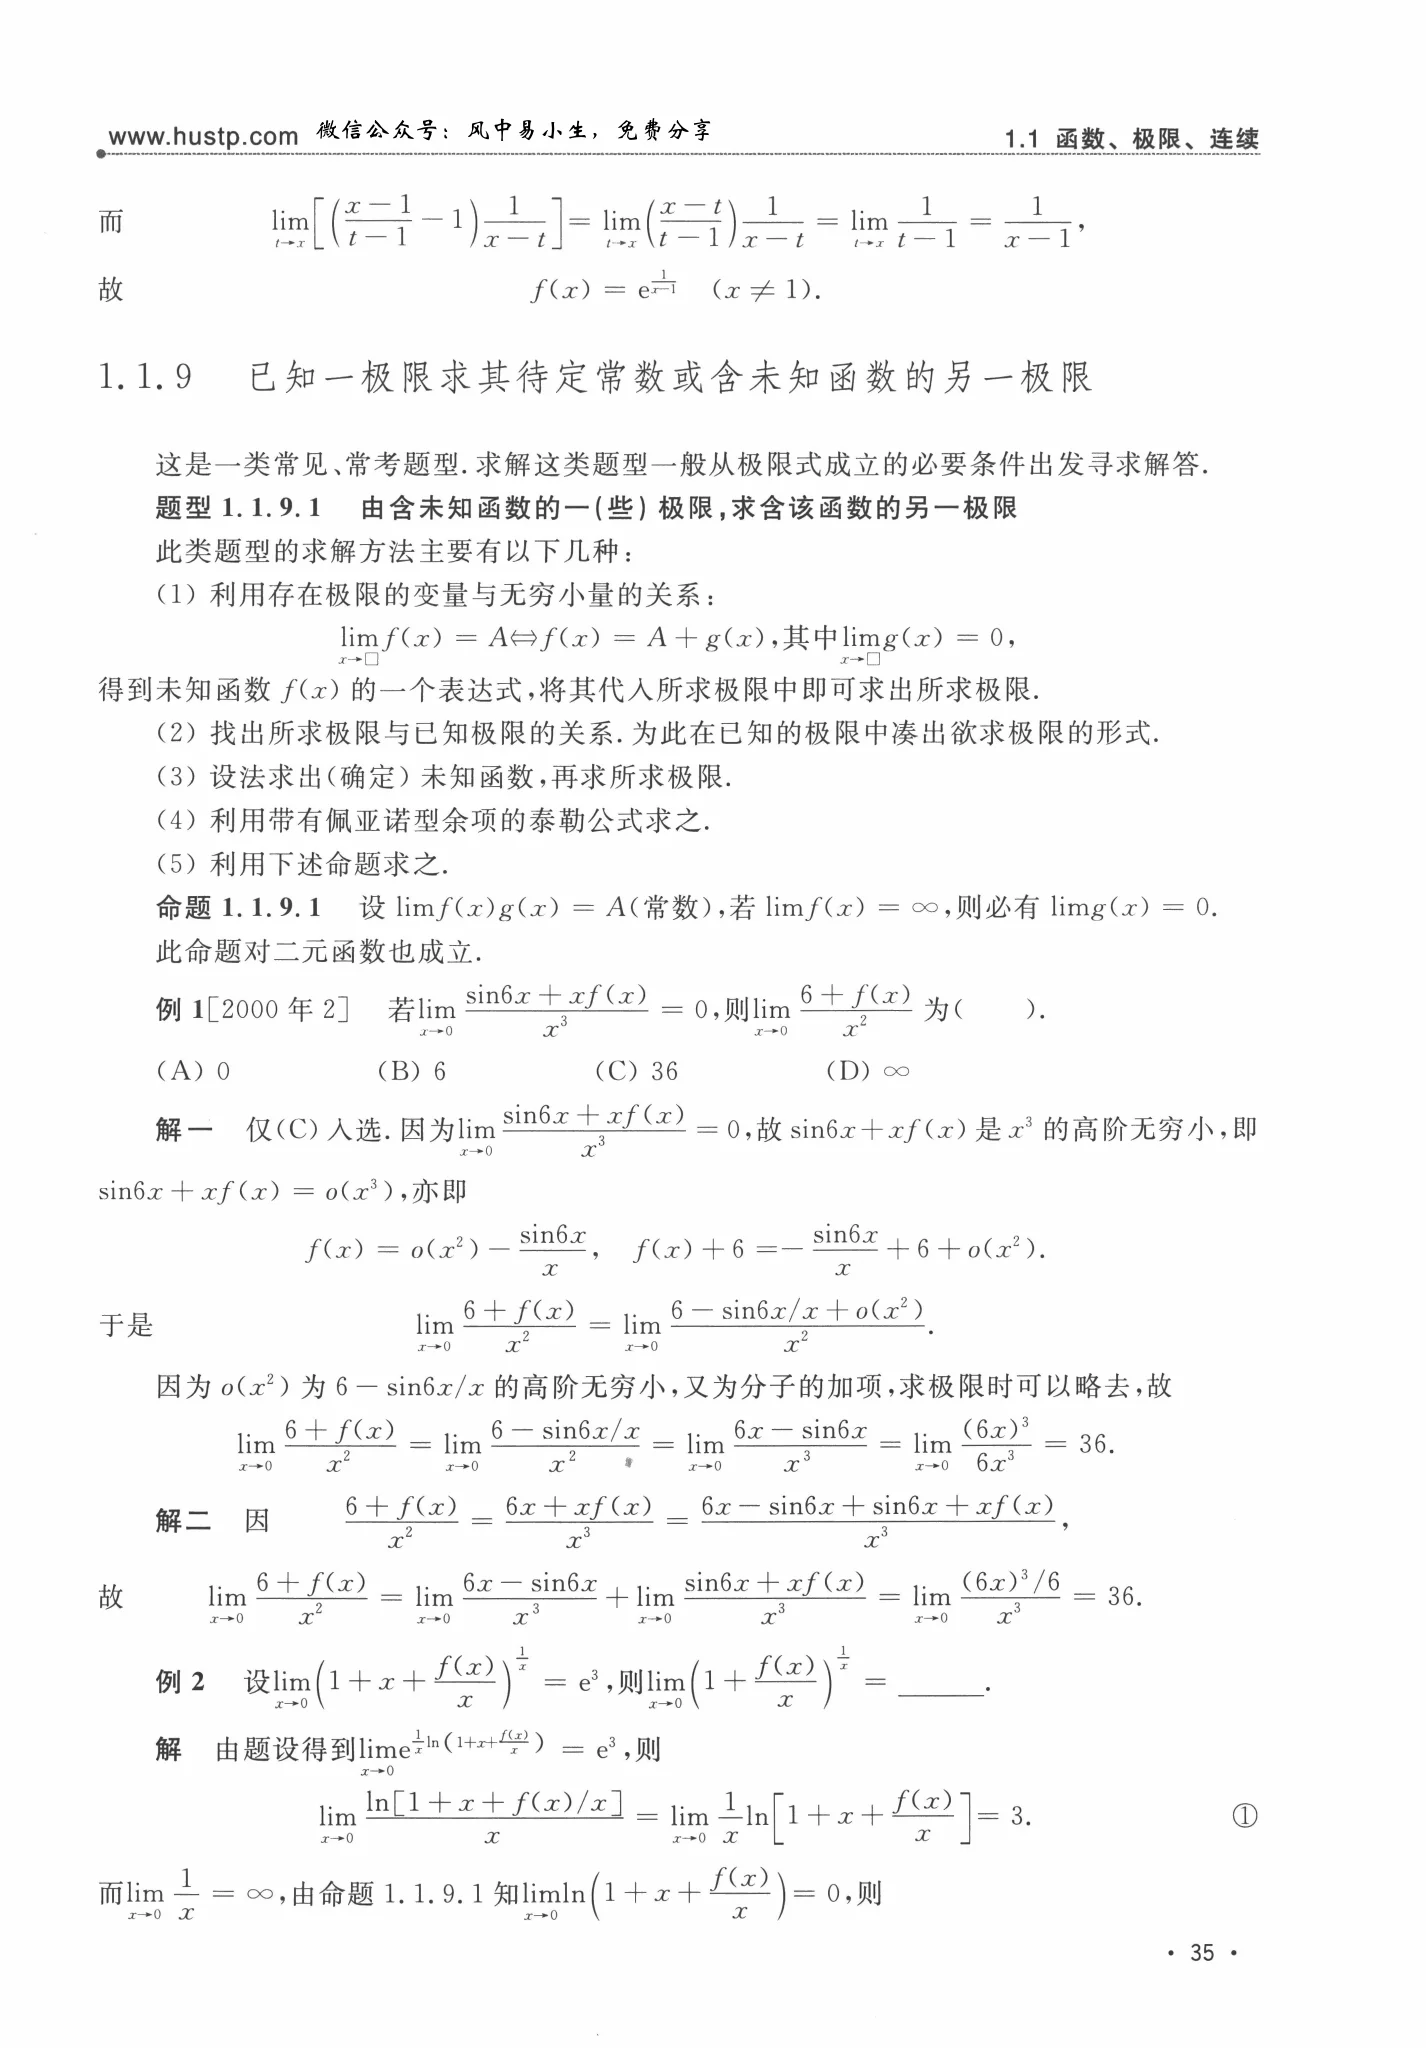 www.hustp.com 微信公众号：风中易小生，免费分享 1.1 函数、极限、连续
而 $\lim_{t\to x}\left[\left(\frac{x-1}{t-1}-1\right)\frac{1}{x-t}\right]=\lim_{t\to x}\left(\frac{x-t}{t-1}\right)\frac{1}{x-t}=\lim_{t\to x}\frac{1}{t-1}=\frac{1}{x-1}$,
故 $f(x)=\mathrm{e}^{\frac{1}{x-1}}\quad(x\neq 1)$.
1.1.9 已知一极限求其待定常数或含未知函数的另一极限
这是一类常见、常考题型.求解这类题型一般从极限式成立的必要条件出发寻求解答.
题型 1.1.9.1 由含未知函数的一(些)极限,求含该函数的另一极限
此类题型的求解方法主要有以下几种:
(1) 利用存在极限的变量与无穷小量的关系:
$\lim_{x\to\square}f(x)=A\Leftrightarrow f(x)=A+g(x)$,其中$\lim_{x\to\square}g(x)=0$,
得到未知函数 $f(x)$ 的一个表达式,将其代入所求极限中即可求出所求极限.
(2) 找出所求极限与已知极限的关系.为此在已知的极限中凑出欲求极限的形式.
(3) 设法求出(确定)未知函数,再求所求极限.
(4) 利用带有佩亚诺型余项的泰勒公式求之.
(5) 利用下述命题求之.
命题 1.1.9.1 设 $\lim f(x)g(x)=A$(常数),若 $\lim f(x)=\infty$,则必有 $\lim g(x)=0$.
此命题对二元函数也成立.
例 1[2000 年 2] 若$\lim_{x\to 0}\frac{\sin 6x+xf(x)}{x^3}=0$,则$\lim_{x\to 0}\frac{6+f(x)}{x^2}$为( ).
(A) 0 (B) 6 (C) 36 (D) ∞
解一 仅(C)入选.因为$\lim_{x\to 0}\frac{\sin 6x+xf(x)}{x^3}=0$,故 $\sin 6x+xf(x)$ 是 $x^3$ 的高阶无穷小,即
$\sin 6x+xf(x)=o(x^3)$,亦即
$f(x)=o(x^2)-\frac{\sin 6x}{x},\quad f(x)+6=-\frac{\sin 6x}{x}+6+o(x^2)$.
于是 $\lim_{x\to 0}\frac{6+f(x)}{x^2}=\lim_{x\to 0}\frac{6-\sin 6x/x+o(x^2)}{x^2}$.
因为 $o(x^2)$ 为 $6-\sin 6x/x$ 的高阶无穷小,又为分子的加项,求极限时可以略去,故
$\lim_{x\to 0}\frac{6+f(x)}{x^2}=\lim_{x\to 0}\frac{6-\sin 6x/x}{x^2}=\lim_{x\to 0}\frac{6x-\sin 6x}{x^3}=\lim_{x\to 0}\frac{(6x)^3}{6x^3}=36$.
解二 因 $\frac{6+f(x)}{x^2}=\frac{6x+xf(x)}{x^3}=\frac{6x-\sin 6x+\sin 6x+xf(x)}{x^3}$,
故 $\lim_{x\to 0}\frac{6+f(x)}{x^2}=\lim_{x\to 0}\frac{6x-\sin 6x}{x^3}+\lim_{x\to 0}\frac{\sin 6x+xf(x)}{x^3}=\lim_{x\to 0}\frac{(6x)^3/6}{x^3}=36$.
例 2 设$\lim_{x\to 0}\left(1+x+\frac{f(x)}{x}\right)^{\frac{1}{x}}=\mathrm{e}^3$,则$\lim_{x\to 0}\left(1+\frac{f(x)}{x}\right)^{\frac{1}{x}}=$ ______.
解 由题设得到$\lim_{x\to 0}\mathrm{e}^{\frac{1}{x}\ln\left(1+x+\frac{f(x)}{x}\right)}=\mathrm{e}^3$,则
$\lim_{x\to 0}\frac{\ln[1+x+f(x)/x]}{x}=\lim_{x\to 0}\frac{1}{x}\ln\left[1+x+\frac{f(x)}{x}\right]=3$. ①
而$\lim_{x\to 0}\frac{1}{x}=\infty$,由命题 1.1.9.1 知$\lim_{x\to 0}\ln\left(1+x+\frac{f(x)}{x}\right)=0$,则
· 35 ·